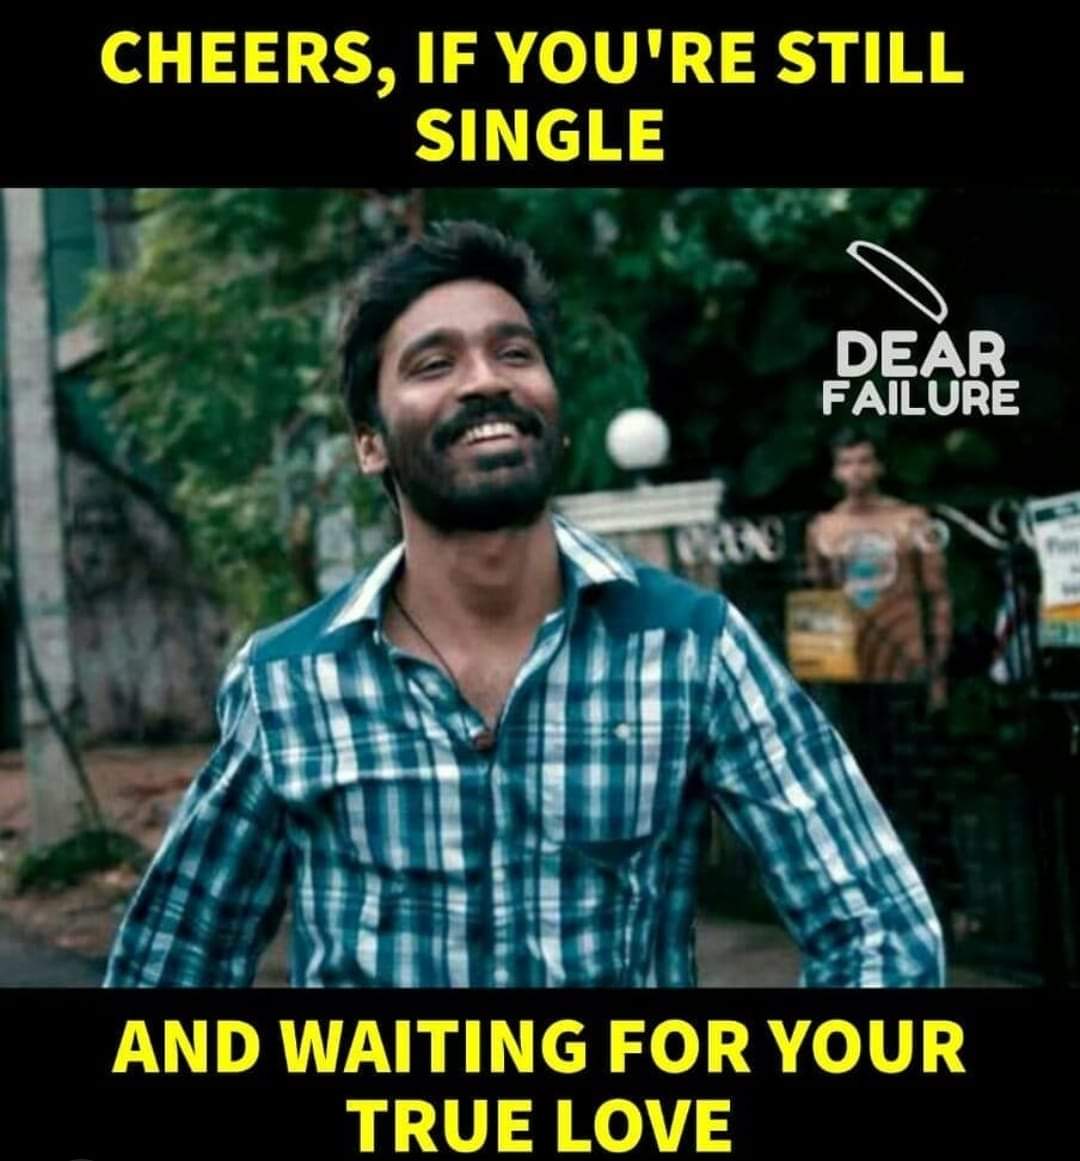 CHEERS, IF YOU'RE STILL
SINGLE
DEAR
FAILURE
AND WAITING FOR YOUR
TRUE LOVE